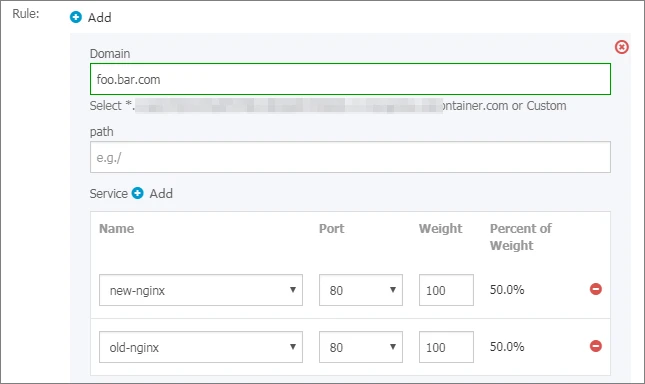 Rule: Add
Domain
foo.bar.com
Select *. ontainer.com or Custom
path
e.g./
Service Add
Name Port Weight Percent of
Weight
new-nginx 80 100 50.0%
old-nginx 80 100 50.0%